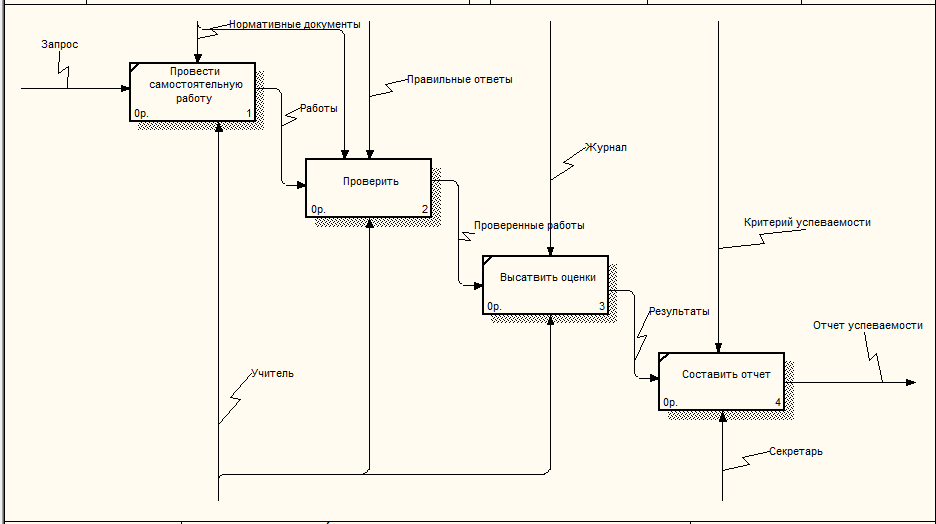 Нормативные документы
Запрос
Провести
самостоятельную
работу
0р.
1
Правильные ответы
Работы
Проверить
0р.
2
Журнал
Проверенные работы
Высатвить оценки
0р.
3
Критерий успеваемости
Результаты
Отчет успеваемости
Составить отчет
0р.
4
Учитель
Секретарь